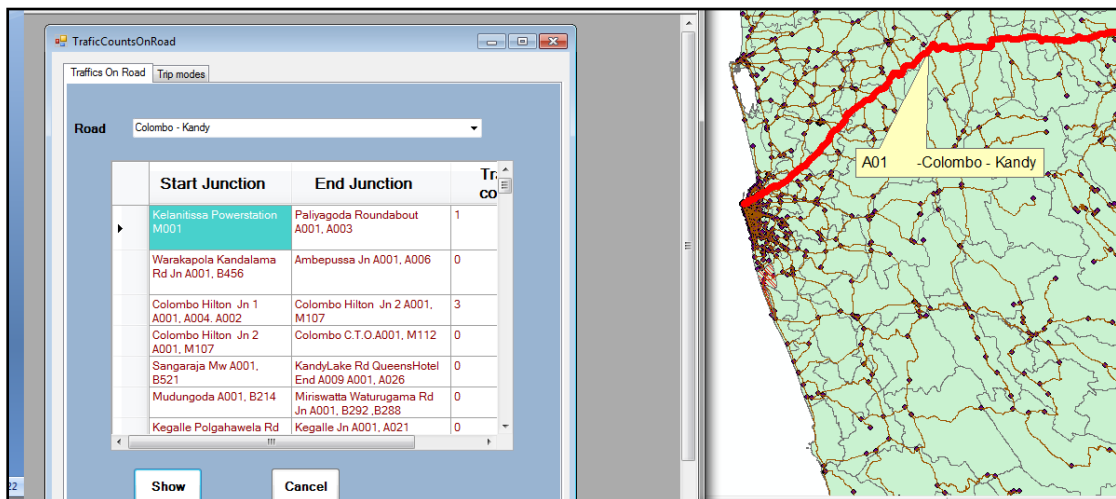 TraficCountsOnRoad
Traffics On Road
Trip modes
Road
Colombo - Kandy
Start Junction
End Junction
Kelanitissa Powerstation
M001
Paliyagoda Roundabout
A001, A003
1
Warakapola Kandalama
Rd Jn A001, B456
Ambepussa Jn A001, A006
0
Colombo Hilton Jn 1
A001, A004. A002
Colombo Hilton Jn 2 A001,
M107
3
Colombo Hilton Jn 2
A001, M107
Colombo C.T.O.A001, M112
0
Sangaraja Mw A001,
B521
KandyLake Rd QueensHotel
End A009 A001, A026
0
Mudungoda A001, B214
Miriswatta Waturugama Rd
Jn A001, B292 ,B288
0
Kegalle Polgahawela Rd
Kegalle Jn A001, A021
0
Show
Cancel
22
A01 -Colombo - Kandy